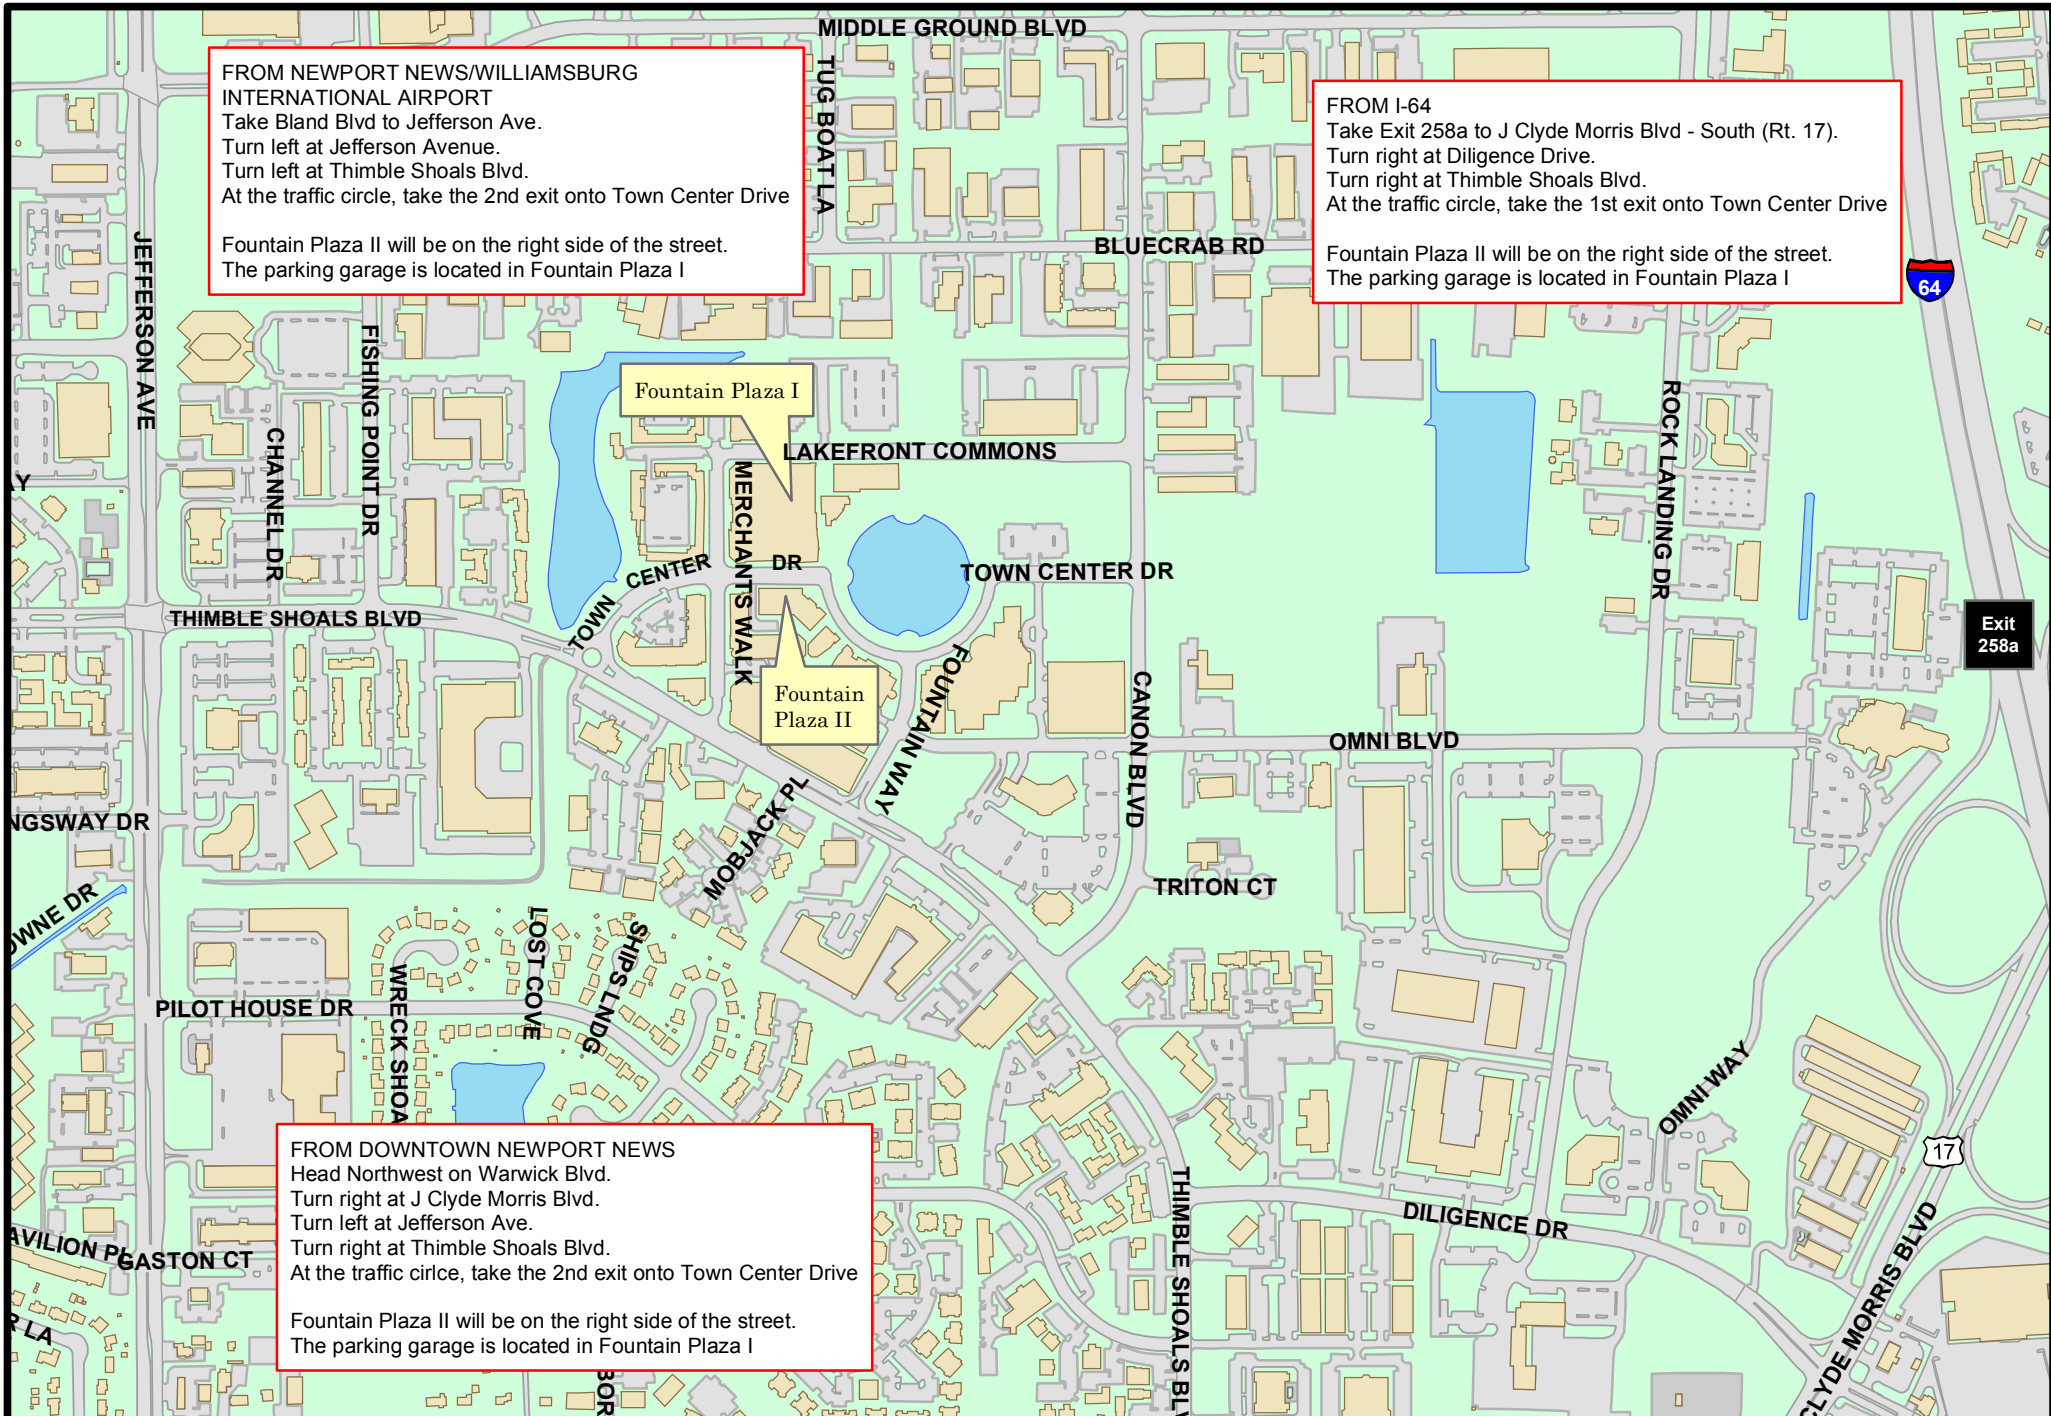 MIDDLE GROUND BLVD
FROM NEWPORT NEWS/WILLIAMSBURG
INTERNATIONAL AIRPORT
Take Bland Blvd to Jefferson Ave.
Turn left at Jefferson Avenue.
Turn left at Thimble Shoals Blvd.
At the traffic circle, take the 2nd exit onto Town Center Drive
Fountain Plaza II will be on the right side of the street.
The parking garage is located in Fountain Plaza I
TUG BOAT LA
FROM I-64
Take Exit 258a to J Clyde Morris Blvd - South (Rt. 17).
Turn right at Diligence Drive.
Turn right at Thimble Shoals Blvd.
At the traffic circle, take the 1st exit onto Town Center Drive
Fountain Plaza II will be on the right side of the street.
The parking garage is located in Fountain Plaza I
BLUECRAB RD
64
JEFFERSON AVE
FISHING POINT DR
CHANNEL DR
Fountain Plaza I
LAKEFRONT COMMONS
MERCHANTS WALK
ROCK LANDING DR
AY
TOWN CENTER DR
TOWN CENTER DR
THIMBLE SHOALS BLVD
Exit
258a
Fountain
Plaza II
FOUNTAIN WAY
CANON BLVD
OMNI BLVD
MOBJACK PL
NGSWAY DR
TRITON CT
OWNE DR
LOST COVE
SHIPS LNDG
WRECK SHOA
PILOT HOUSE DR
OMNI WAY
17
FROM DOWNTOWN NEWPORT NEWS
Head Northwest on Warwick Blvd.
Turn right at J Clyde Morris Blvd.
Turn left at Jefferson Ave.
Turn right at Thimble Shoals Blvd.
At the traffic cirlce, take the 2nd exit onto Town Center Drive
Fountain Plaza II will be on the right side of the street.
The parking garage is located in Fountain Plaza I
THIMBLE SHOALS BLV
DILIGENCE DR
AVILION PL
GASTON CT
R LA
BOR
CLYDE MORRIS BLVD